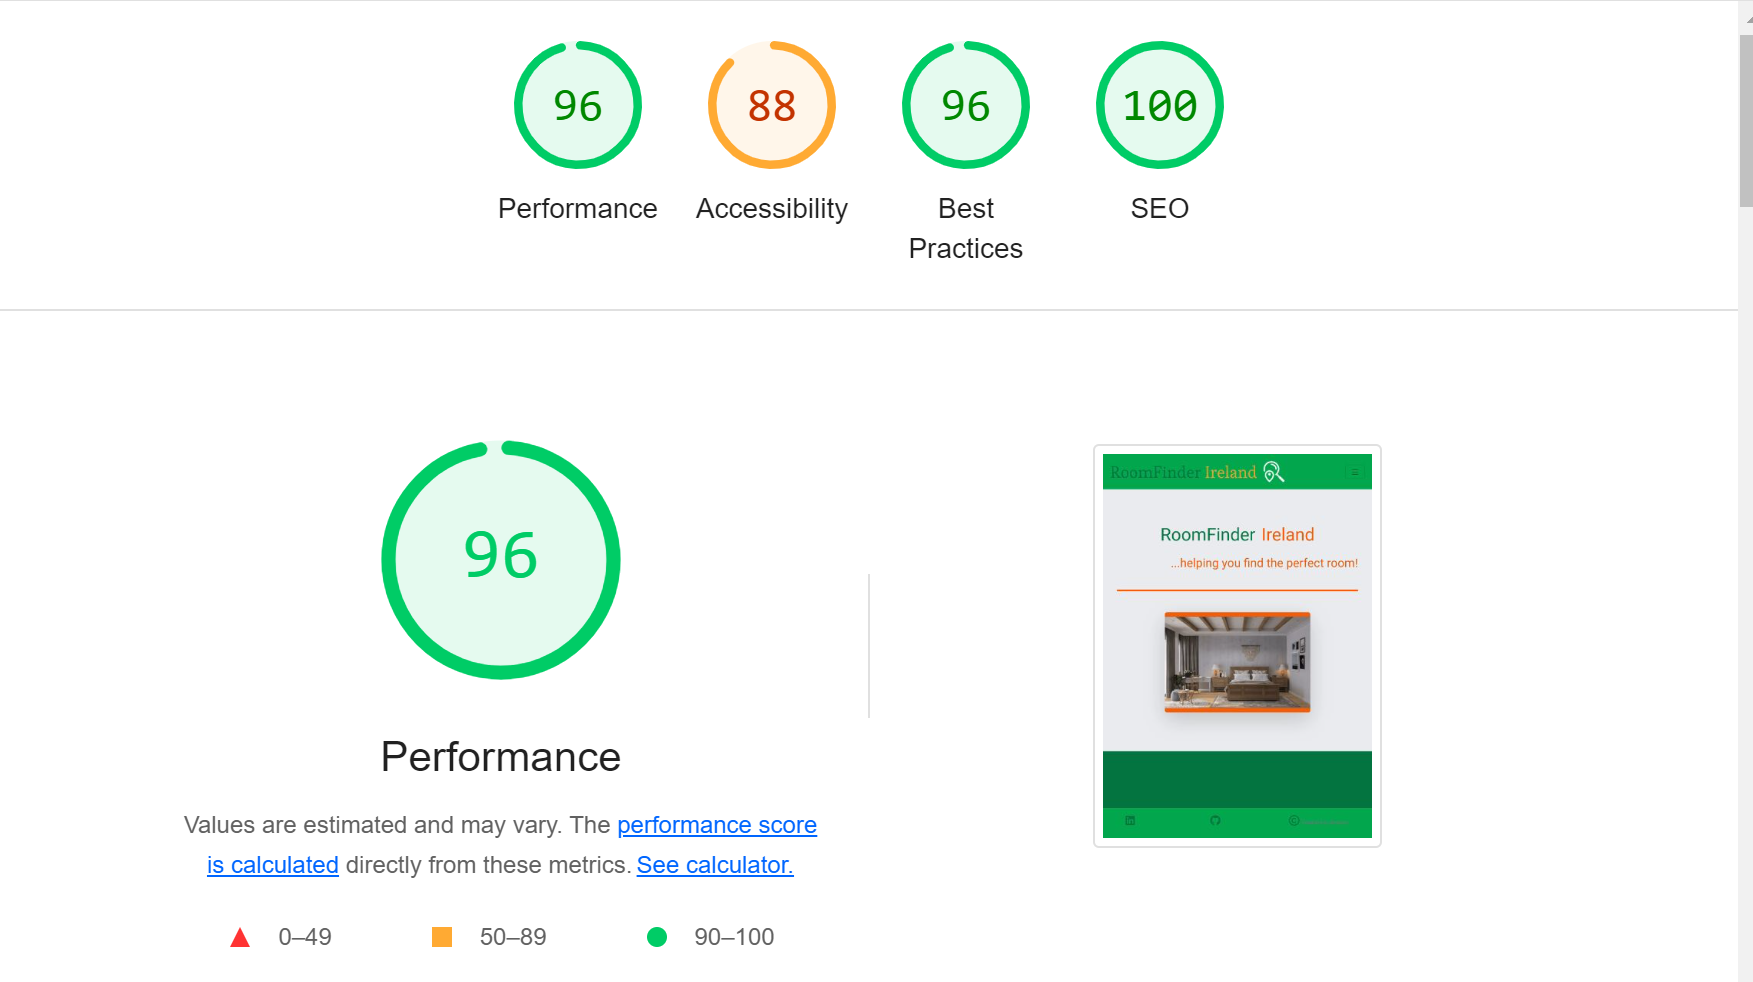 96
88
96
100
Performance
Accessibility
Best
Practices
SEO
96
Performance
Values are estimated and may vary. The performance score
is calculated directly from these metrics. See calculator.
0–49
50–89
90–100
RoomFinder Ireland
RoomFinder Ireland
...helping you find the perfect room!